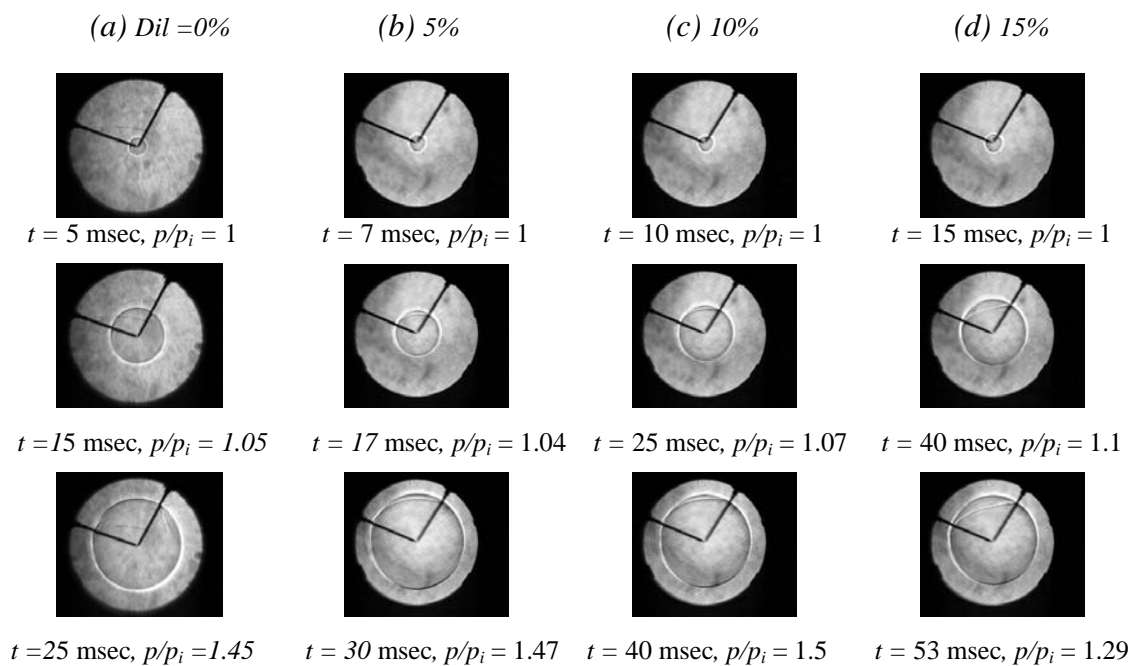 (a) Dil =0% (b) 5% (c) 10% (d) 15%
t = 5 msec, p/pᵢ = 1 t = 7 msec, p/pᵢ = 1 t = 10 msec, p/pᵢ = 1 t = 15 msec, p/pᵢ = 1
t =15 msec, p/pᵢ = 1.05 t = 17 msec, p/pᵢ = 1.04 t = 25 msec, p/pᵢ = 1.07 t = 40 msec, p/pᵢ = 1.1
t =25 msec, p/pᵢ =1.45 t = 30 msec, p/pᵢ = 1.47 t = 40 msec, p/pᵢ = 1.5 t = 53 msec, p/pᵢ = 1.29